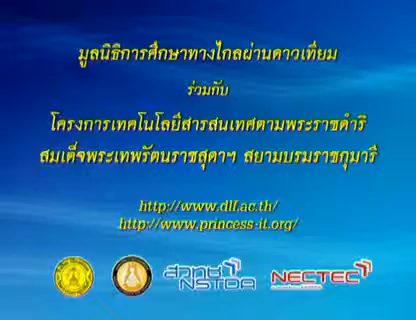 มูลนิธิการศึกษาทางไกลผ่านดาวเทียม
ร่วมกับ
โครงการเทคโนโลยีสารสนเทศตามพระราชดำริ
สมเด็จพระเทพรัตนราชสุดาฯ สยามบรมราชกุมารี
http://www.dlf.ac.th/
http://www.princess-it.org/
สวทช
NSTDA
NECTEC